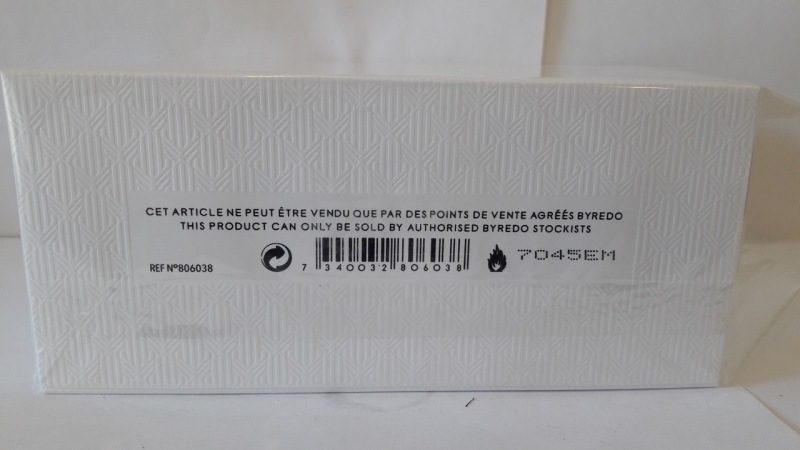 CET ARTICLE NE PEUT ÊTRE VENDU QUE PAR DES POINTS DE VENTE AGRÉÉS BYREDO
THIS PRODUCT CAN ONLY BE SOLD BY AUTHORISED BYREDO STOCKISTS
REF Nº806038 7 340032 806038 7045EM